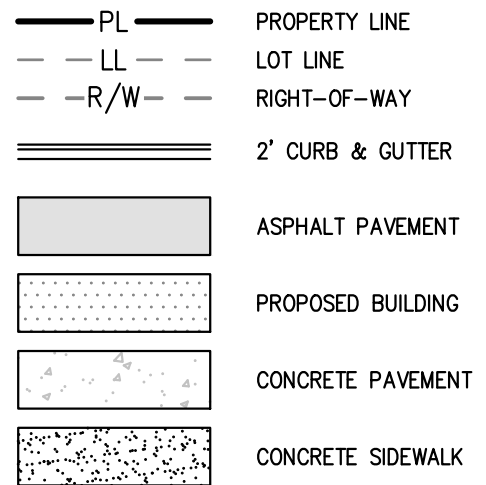 PL PROPERTY LINE
LL LOT LINE
R/W RIGHT-OF-WAY
2' CURB & GUTTER
ASPHALT PAVEMENT
PROPOSED BUILDING
CONCRETE PAVEMENT
CONCRETE SIDEWALK